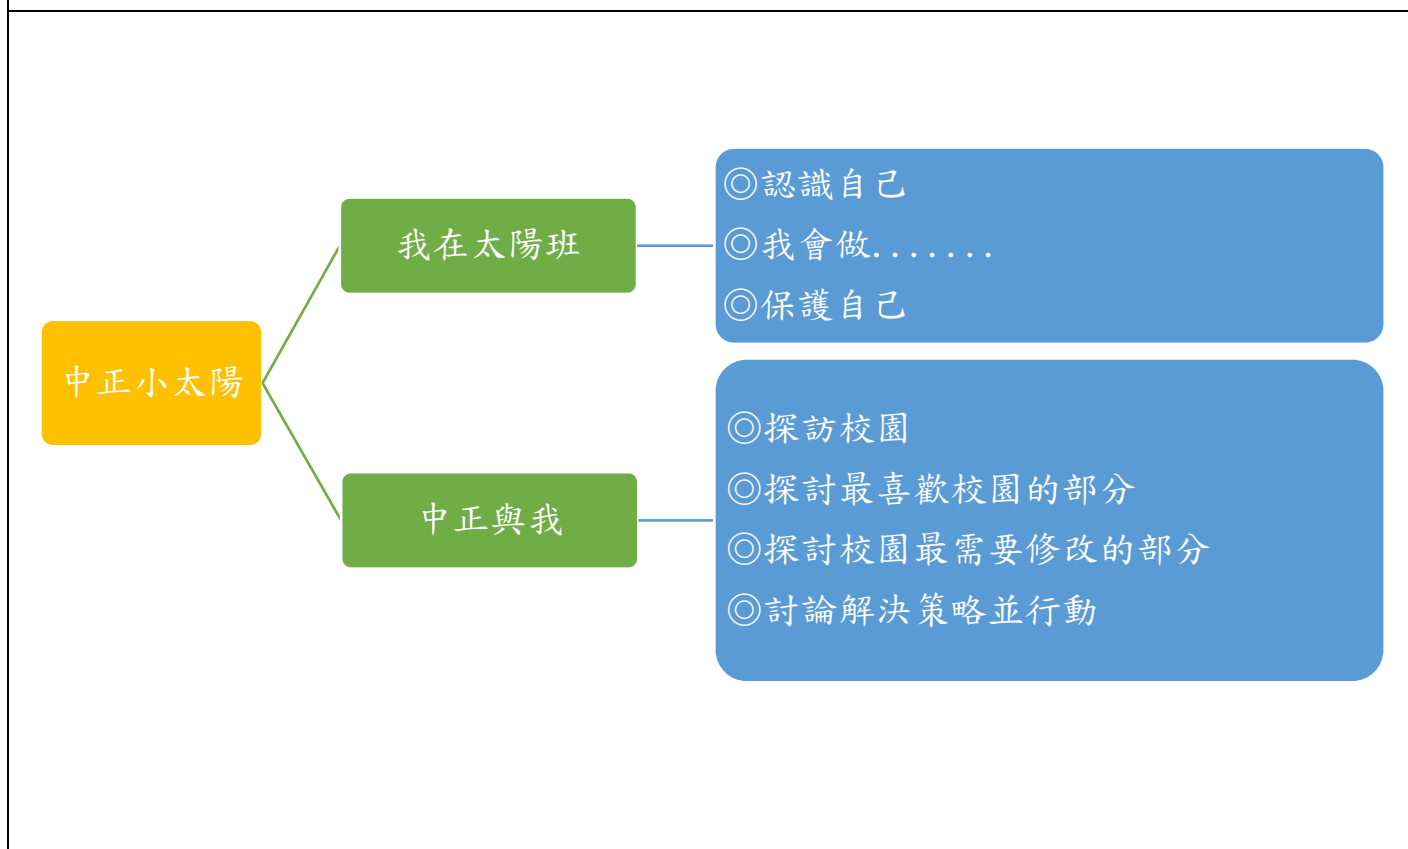 中正小太陽
我在太陽班
◎認識自己
◎我會做.......
◎保護自己
中正與我
◎探訪校園
◎探討最喜歡校園的部分
◎探討校園最需要修改的部分
◎討論解決策略並行動